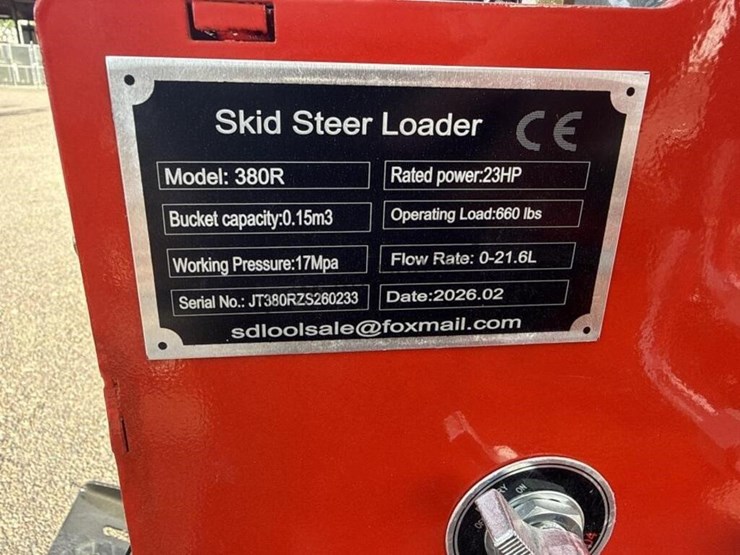 Skid Steer Loader CE
Model: 380R
Rated power:23HP
Bucket capacity:0.15m3
Operating Load:660 lbs
Working Pressure:17Mpa
Flow Rate: 0-21.6L
Serial No.: JT380RZS260233
Date:2026.02
sdloolsale@foxmail.com
ON